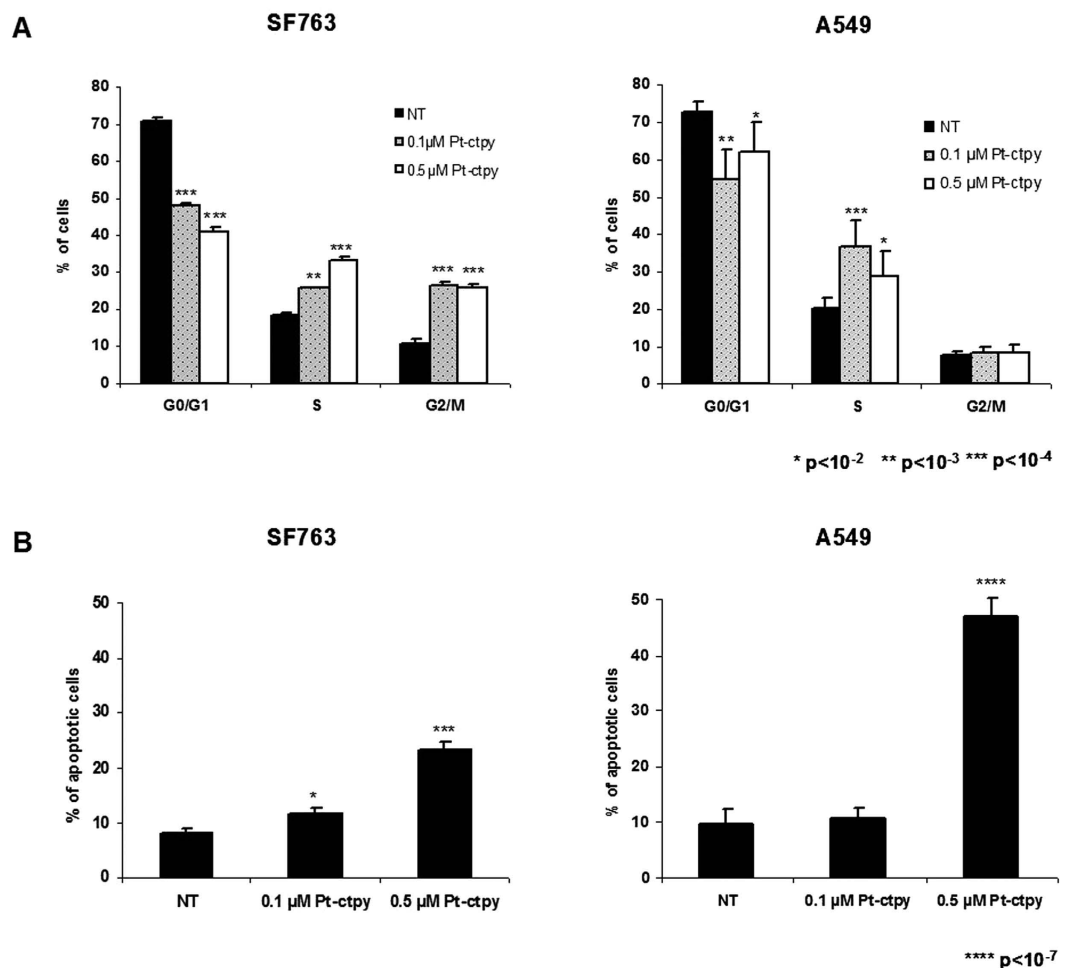 A
SF763
A549
80
70
60
50
40
30
20
10
0
% of cells
***
***
**
***
***
***
NT
0.1µM Pt-ctpy
0.5 µM Pt-ctpy
G0/G1 S G2/M
80
70
60
50
40
30
20
10
0
% of cells
**
*
***
*
NT
0.1 µM Pt-ctpy
0.5 µM Pt-ctpy
G0/G1 S G2/M
* p<10-2 ** p<10-3 *** p<10-4
B
SF763
A549
50
40
30
20
10
0
% of apoptotic cells
*
***
NT 0.1 µM Pt-ctpy 0.5 µM Pt-ctpy
50
40
30
20
10
0
% of apoptotic cells
****
NT 0.1 µM Pt-ctpy 0.5 µM Pt-ctpy
**** p<10-7